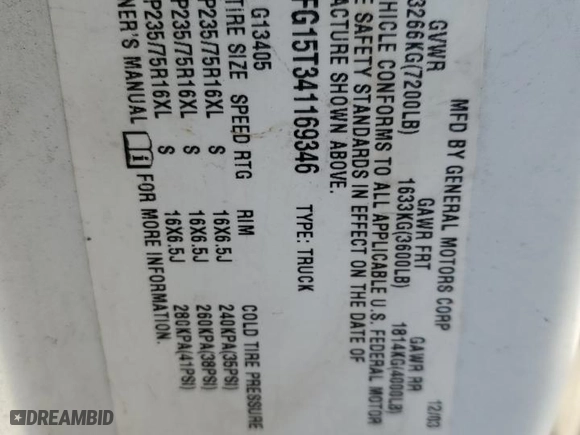 MFD BY GENERAL MOTORS CORP 12/03
GVWR GAWR FRT GAWR RR
3266KG(7200LB) 1633KG(3600LB) 1814KG(4000LB)
HICLE CONFORMS TO ALL APPLICABLE U.S. FEDERAL MOTOR
E SAFETY STANDARDS IN EFFECT ON THE DATE OF
ACTURE SHOWN ABOVE.
FG15T341169346 TYPE: TRUCK
G13405
TIRE SIZE SPEED RTG RIM COLD TIRE PRESSURE
P235/75R16XL S 16X6.5J 240KPA(35PSI)
P235/75R16XL S 16X6.5J 260KPA(38PSI)
P235/75R16XL S 16X6.5J 280KPA(41PSI)
NER'S MANUAL FOR MORE INFORMATION.
DREAMBID